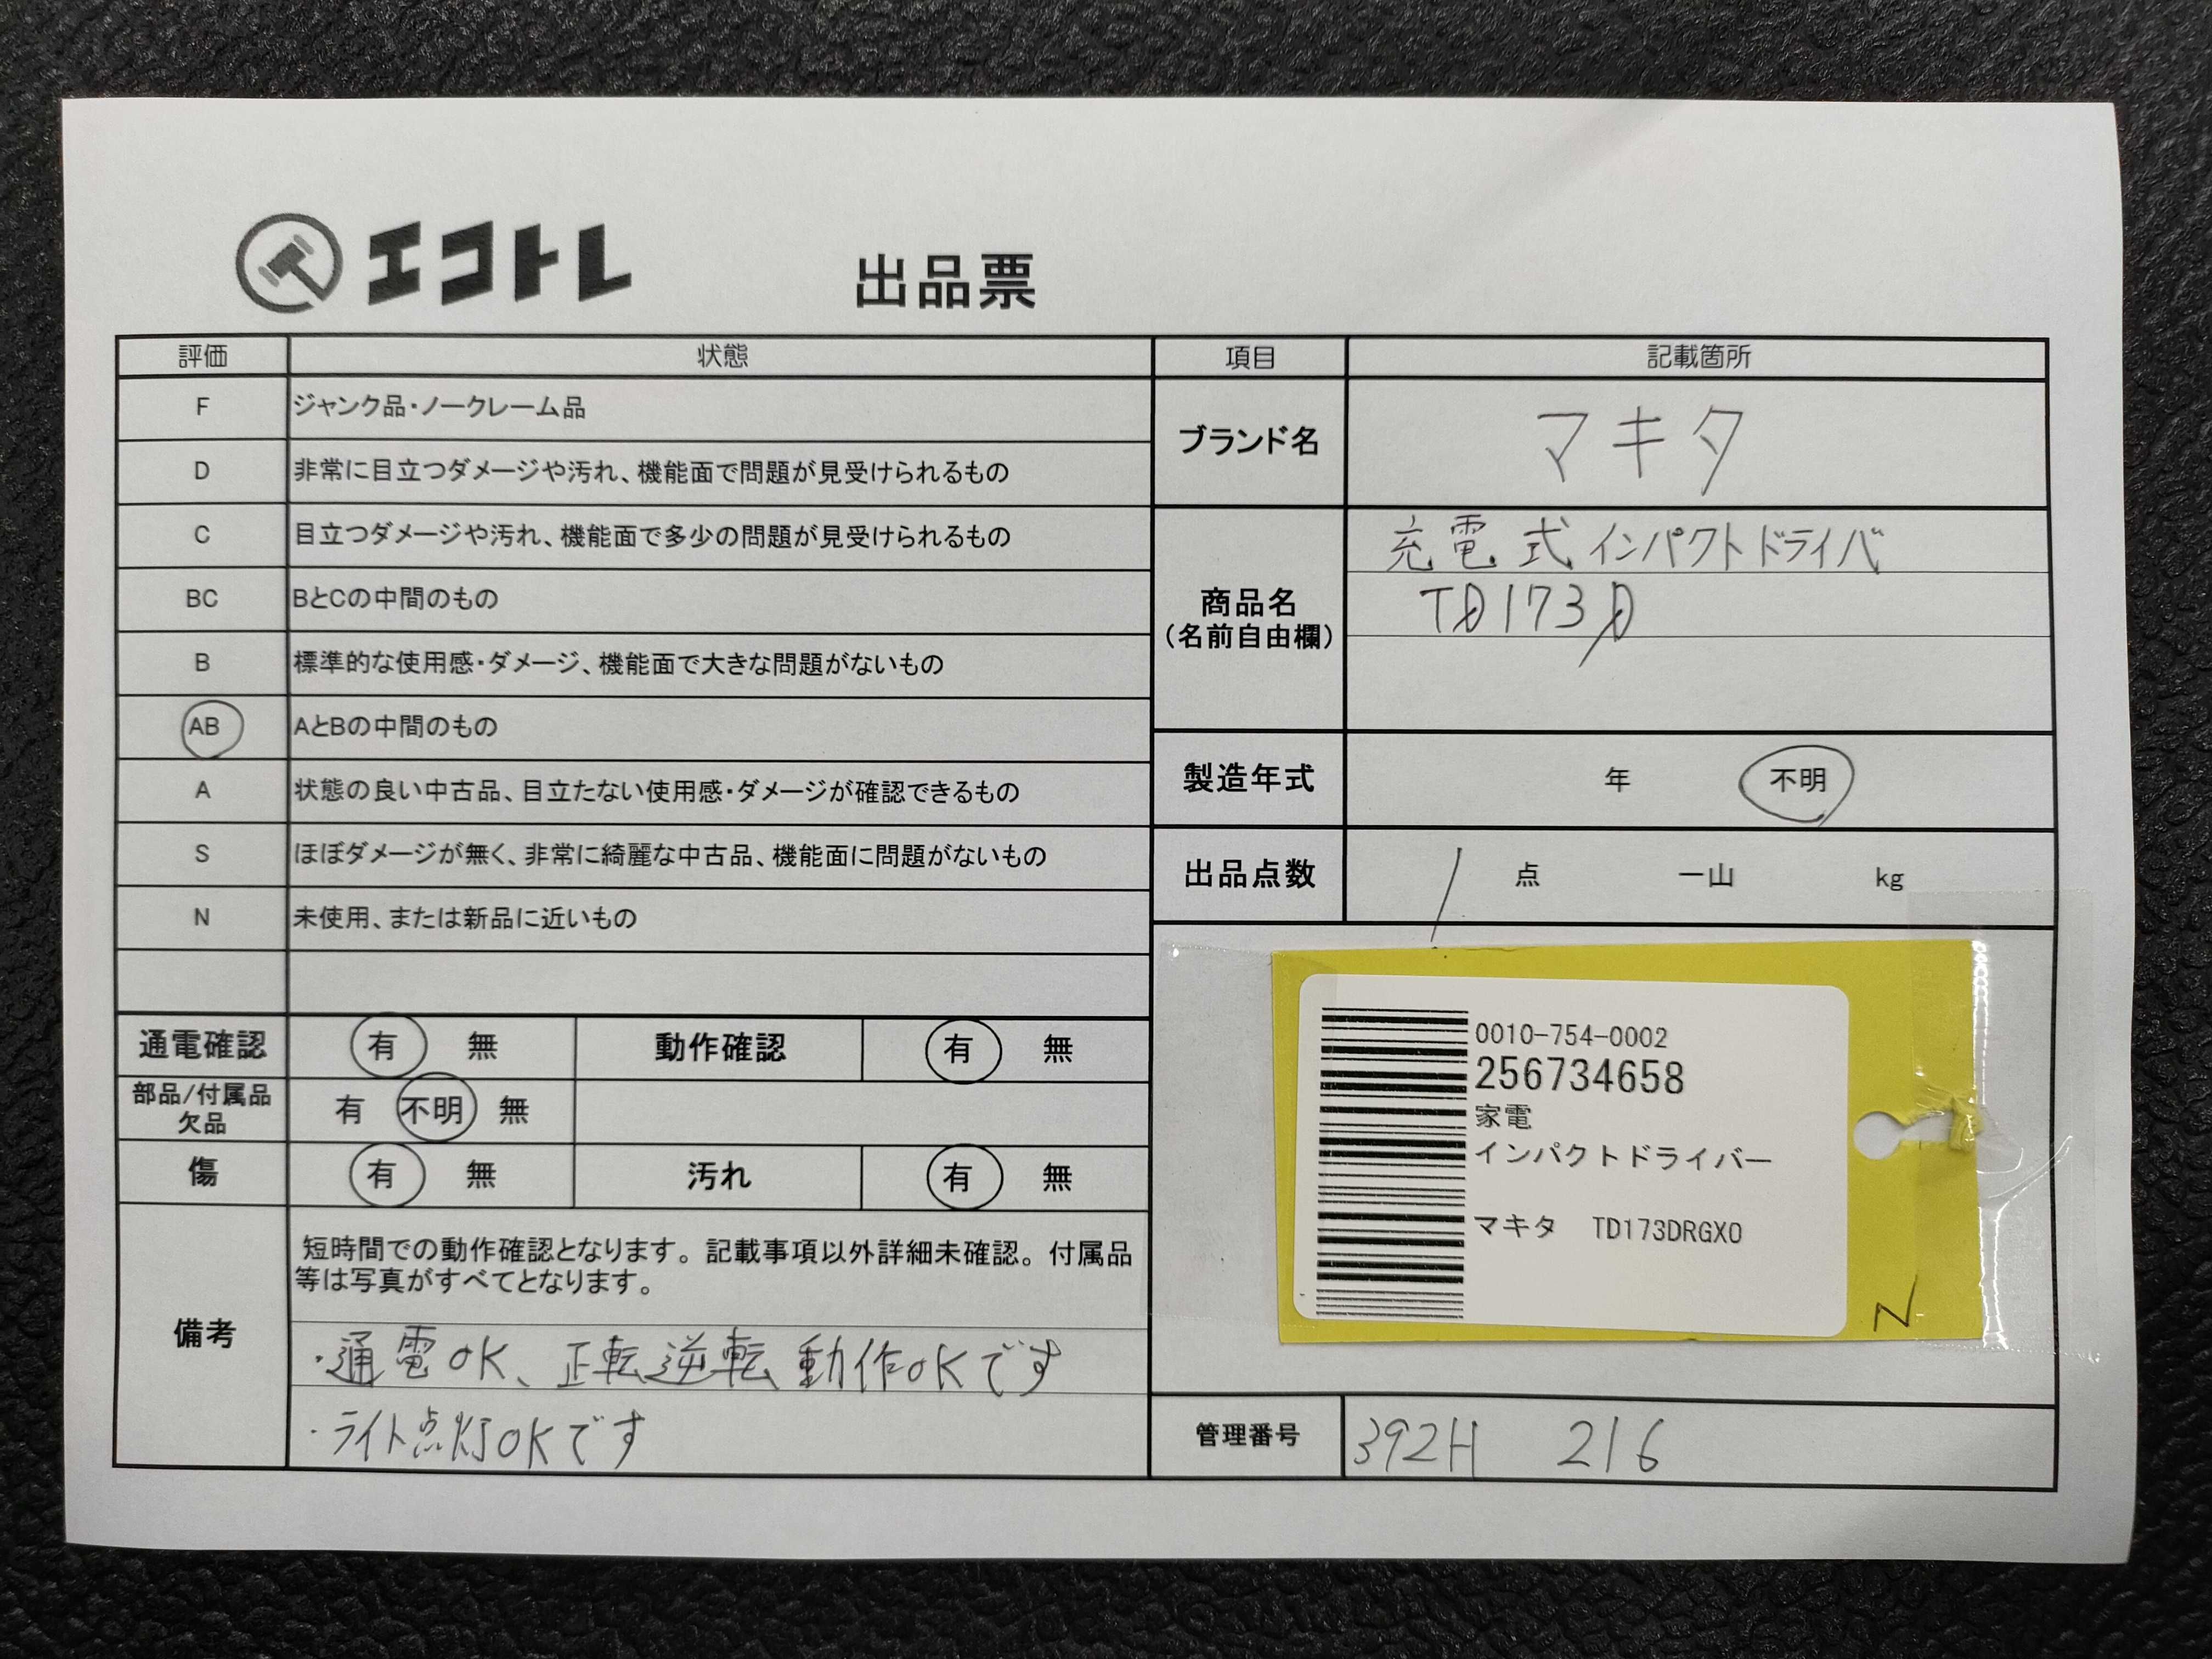 エコトレ
出品票
評価 状態
F ジャンク品・ノークレーム品
D 非常に目立つダメージや汚れ、機能面で問題が見受けられるもの
C 目立つダメージや汚れ、機能面で多少の問題が見受けられるもの
BC BとCの中間のもの
B 標準的な使用感・ダメージ、機能面で大きな問題がないもの
AB AとBの中間のもの
A 状態の良い中古品、目立たない使用感・ダメージが確認できるもの
S ほぼダメージが無く、非常に綺麗な中古品、機能面に問題がないもの
N 未使用、または新品に近いもの
通電確認 有 無 動作確認 有 無
部品/付属品
欠品
有 不明 無
傷 有 無 汚れ 有 無
備考
短時間での動作確認となります。記載事項以外詳細未確認。付属品
等は写真がすべてとなります。
・通電OK、正転逆転動作OKです
・ライト点灯OKです
項目 記載箇所
ブランド名 マキタ
商品名
(名前自由欄)
充電式インパクトドライバ
TD173D
製造年式 年 不明
出品点数 1 点 一山 kg
0010-754-0002
256734658
家電
インパクトドライバー
マキタ TD173DRGXO
N
管理番号 392H 216